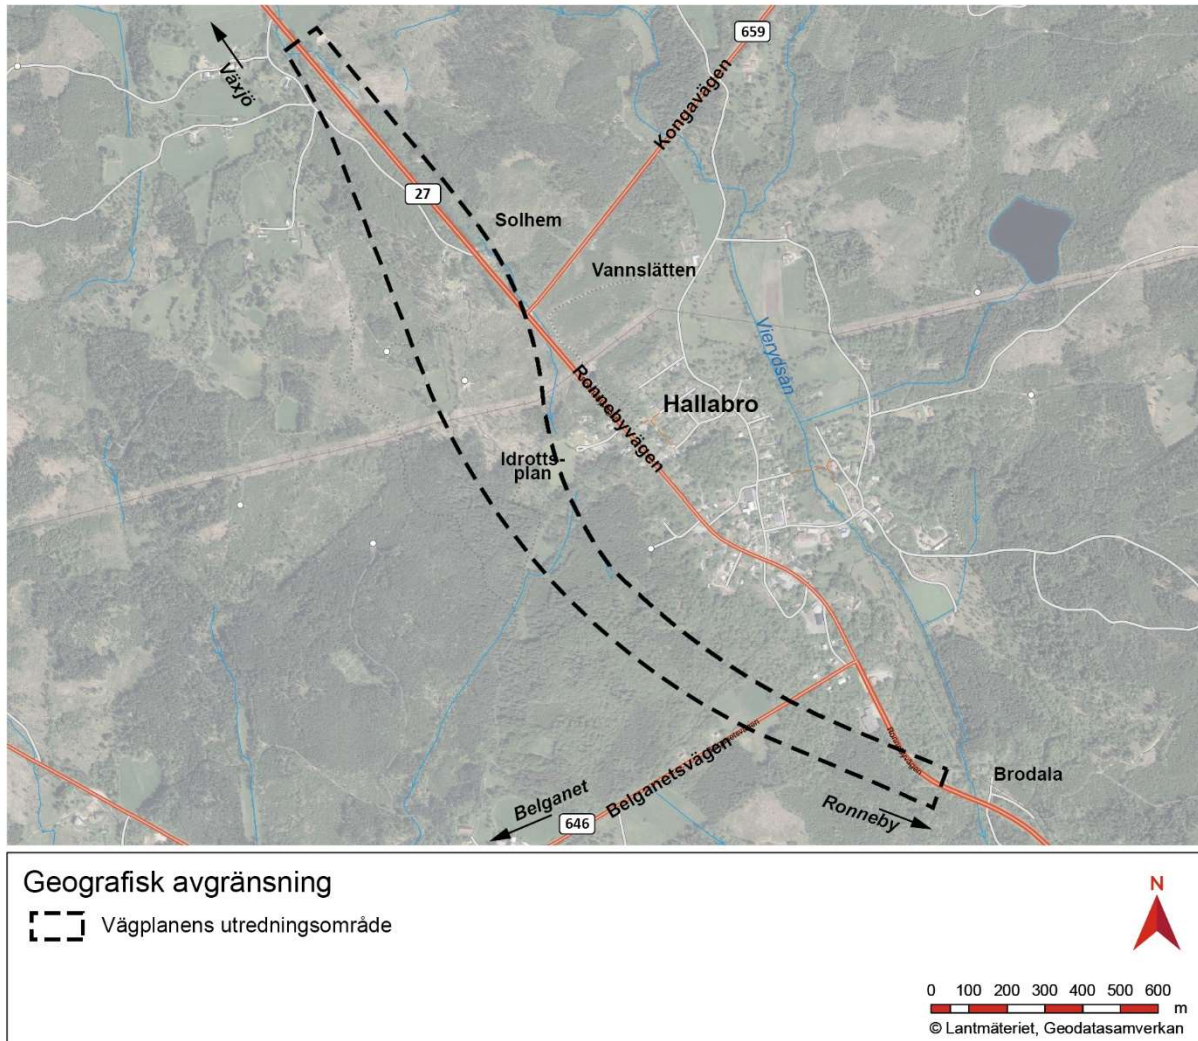 659
Växjö
Kongavägen
27
Solhem
Vannslätten
Vierydsån
Ronnebyvägen
Hallabro
Idrotts-
plan
Ronnebyvägen
Belganetsvägen
Brodala
Belganet
Ronneby
646
Geografisk avgränsning
Vägplanens utredningsområde
N
0 100 200 300 400 500 600
m
© Lantmäteriet, Geodatasamverkan